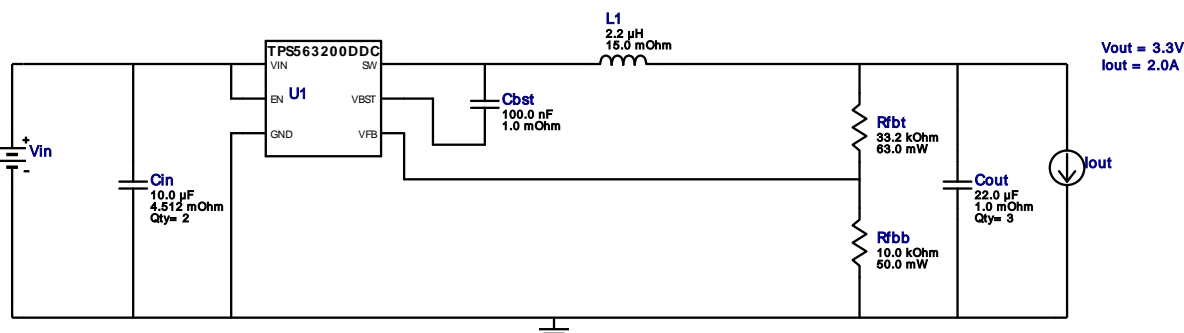 L1
2.2 µH
15.0 mOhm
Vout = 3.3V
Iout = 2.0A
TPS563200DDC
VIN
SW
EN
U1
VBST
GND
VFB
Cbst
100.0 nF
1.0 mOhm
Rfbt
33.2 kOhm
63.0 mW
+
Vin
-
Cin
10.0 µF
4.512 mOhm
Qty= 2
Iout
Cout
22.0 µF
1.0 mOhm
Qty= 3
Rfbb
10.0 kOhm
50.0 mW